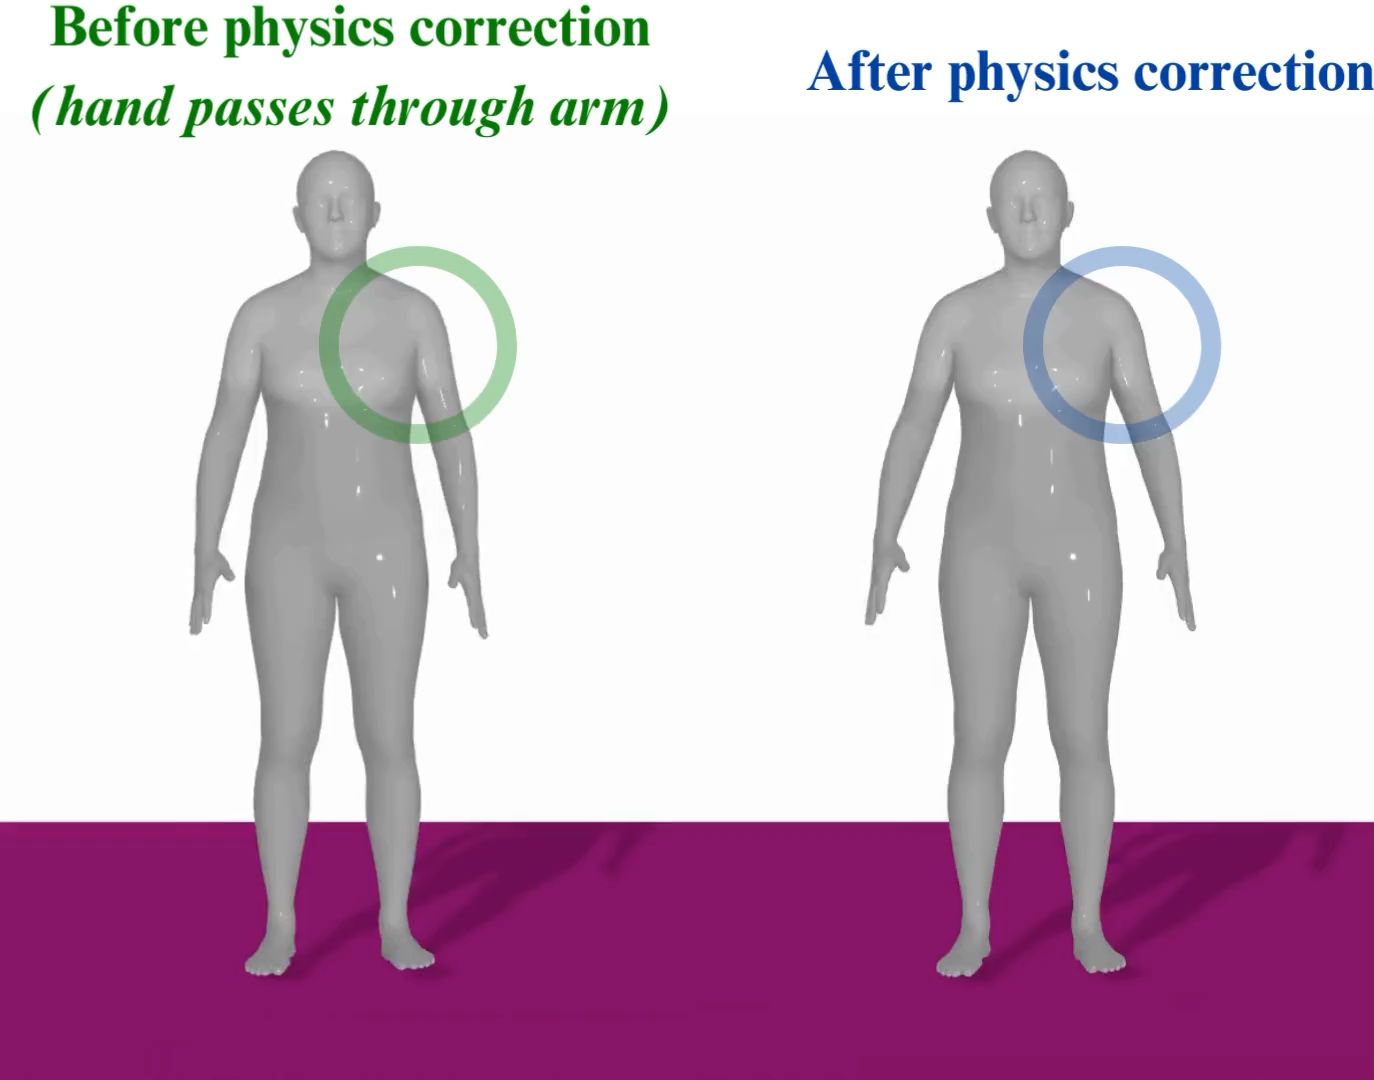 Before physics correction
(hand passes through arm)
After physics correction